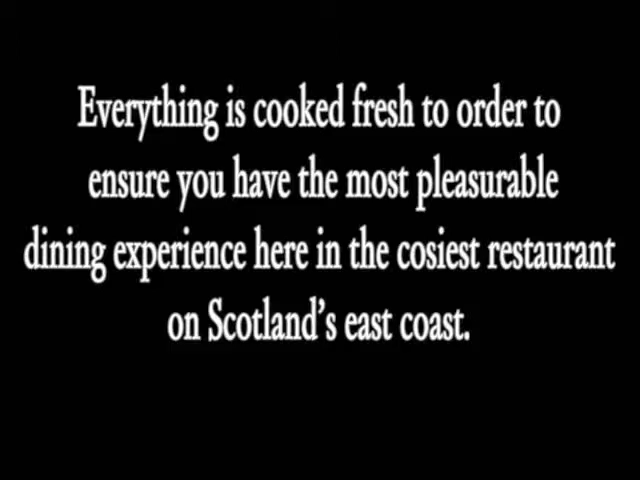 Everything is cooked fresh to order to
ensure you have the most pleasurable
dining experience here in the cosiest restaurant
on Scotland's east coast.